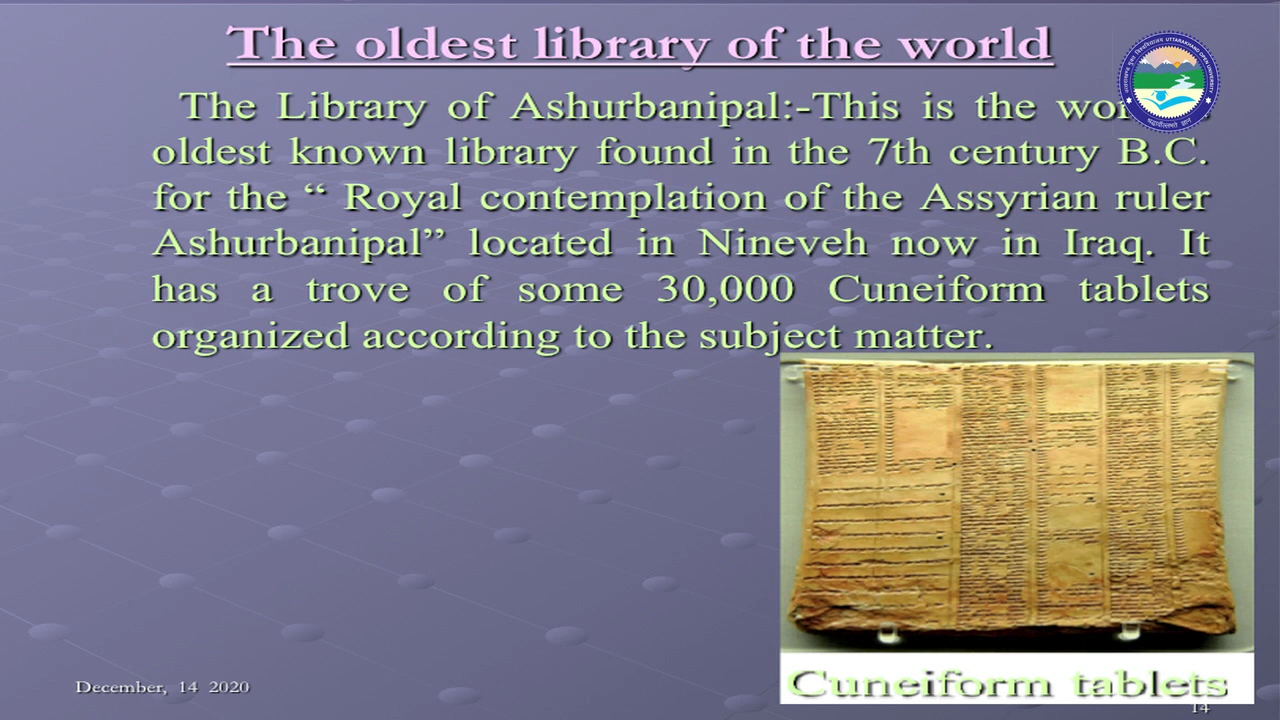 The oldest library of the world
The Library of Ashurbanipal:-This is the
oldest known library found in the 7th century B.C.
for the “ Royal contemplation of the Assyrian ruler
Ashurbanipal” located in Nineveh now in Iraq. It
has a trove of some 30,000 Cuneiform tablets
organized according to the subject matter.
UTTARAKHAND OPEN UNIVERSITY
Cuneiform tablets
December, 14 2020
14